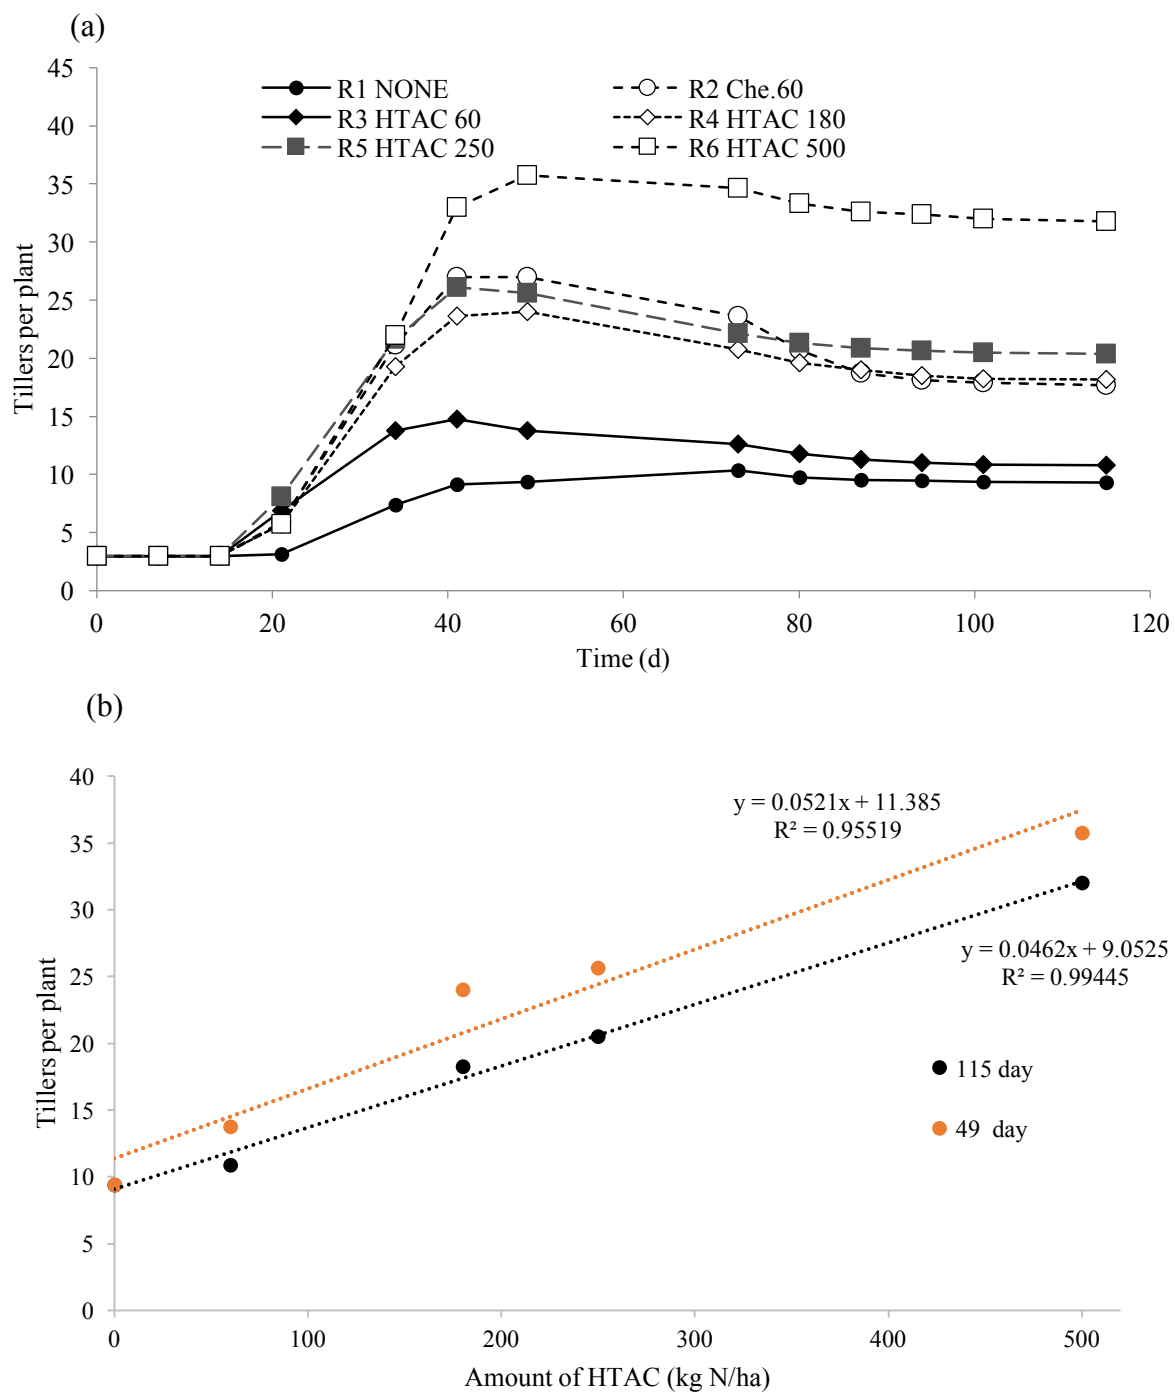 (a)
45
40
35
30
25
20
15
10
5
0
Tillers per plant
R1 NONE
R2 Che.60
R3 HTAC 60
R4 HTAC 180
R5 HTAC 250
R6 HTAC 500
0 20 40 60 80 100 120
Time (d)
(b)
40
35
30
25
20
15
10
5
0
Tillers per plant
y = 0.0521x + 11.385
R² = 0.95519
y = 0.0462x + 9.0525
R² = 0.99445
115 day
49 day
0 100 200 300 400 500
Amount of HTAC (kg N/ha)